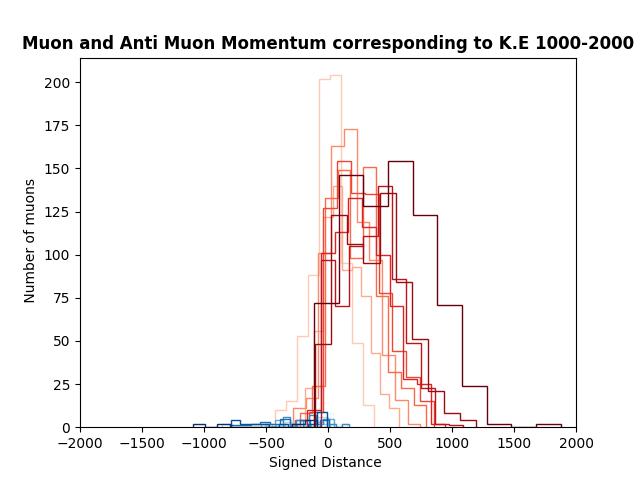 Muon and Anti Muon Momentum corresponding to K.E 1000-2000
200
175
150
125
100
75
50
25
0
Number of muons
−2000 −1500 −1000 −500 0 500 1000 1500 2000
Signed Distance